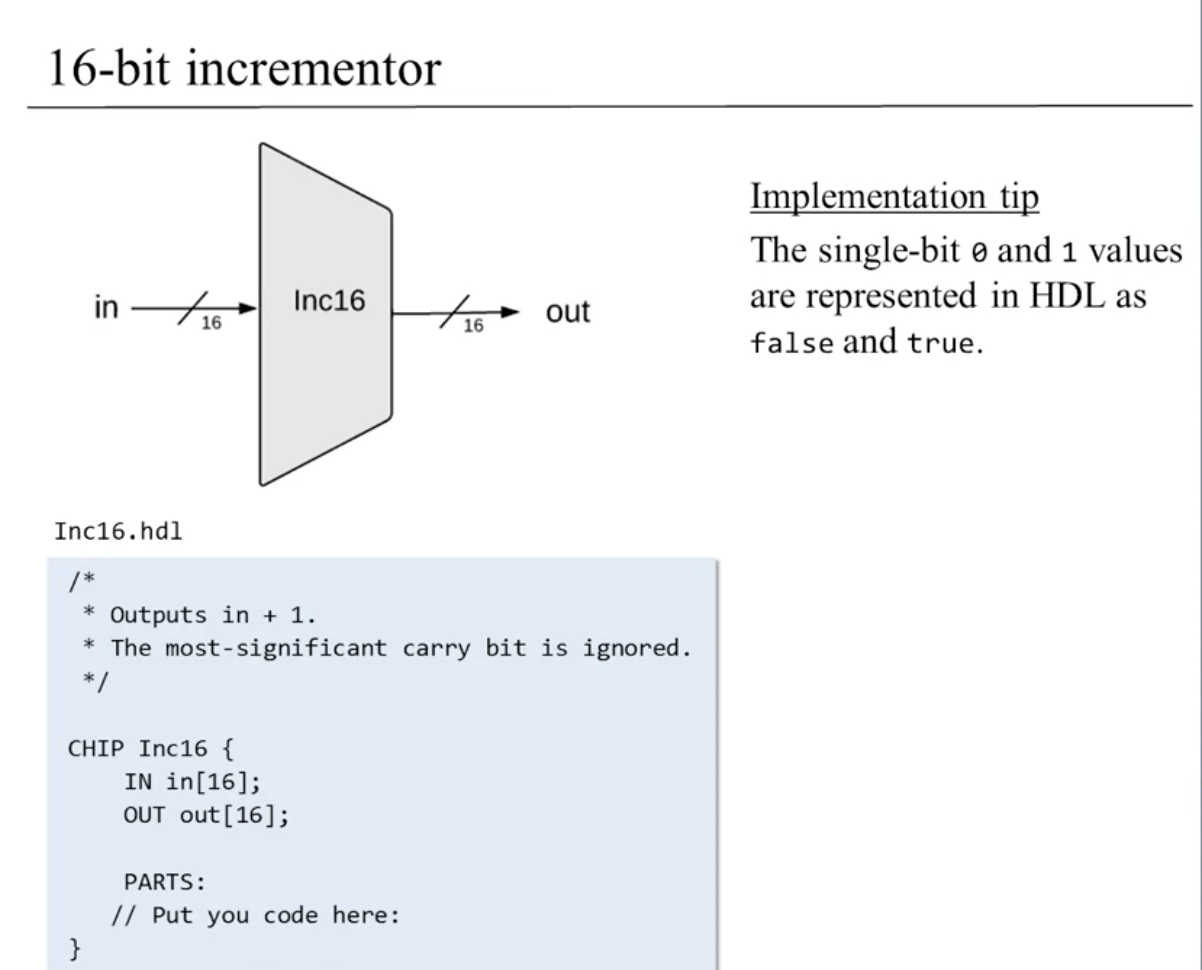 16-bit incrementor
Implementation tip
The single-bit 0 and 1 values
are represented in HDL as
false and true.
in
16
Inc16
16
out
Inc16.hdl
/*
 * Outputs in + 1.
 * The most-significant carry bit is ignored.
 */
CHIP Inc16 {
    IN in[16];
    OUT out[16];
    PARTS:
   // Put you code here:
}